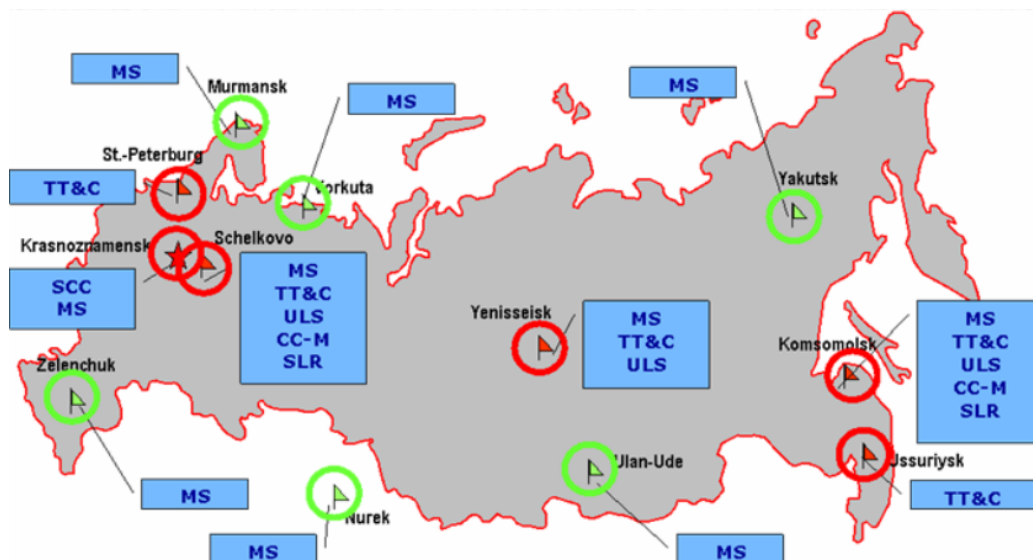 MS
Murmansk
MS
MS
St.-Peterburg
TT&C
Vorkuta
Yakutsk
Krasnoznamensk
Schelkovo
SCC
MS
MS
TT&C
ULS
CC-M
SLR
Yenisseisk
MS
TT&C
ULS
Komsomolsk
MS
TT&C
ULS
CC-M
SLR
Zelenchuk
MS
Nurek
MS
Ulan-Ude
MS
Ussuriysk
TT&C